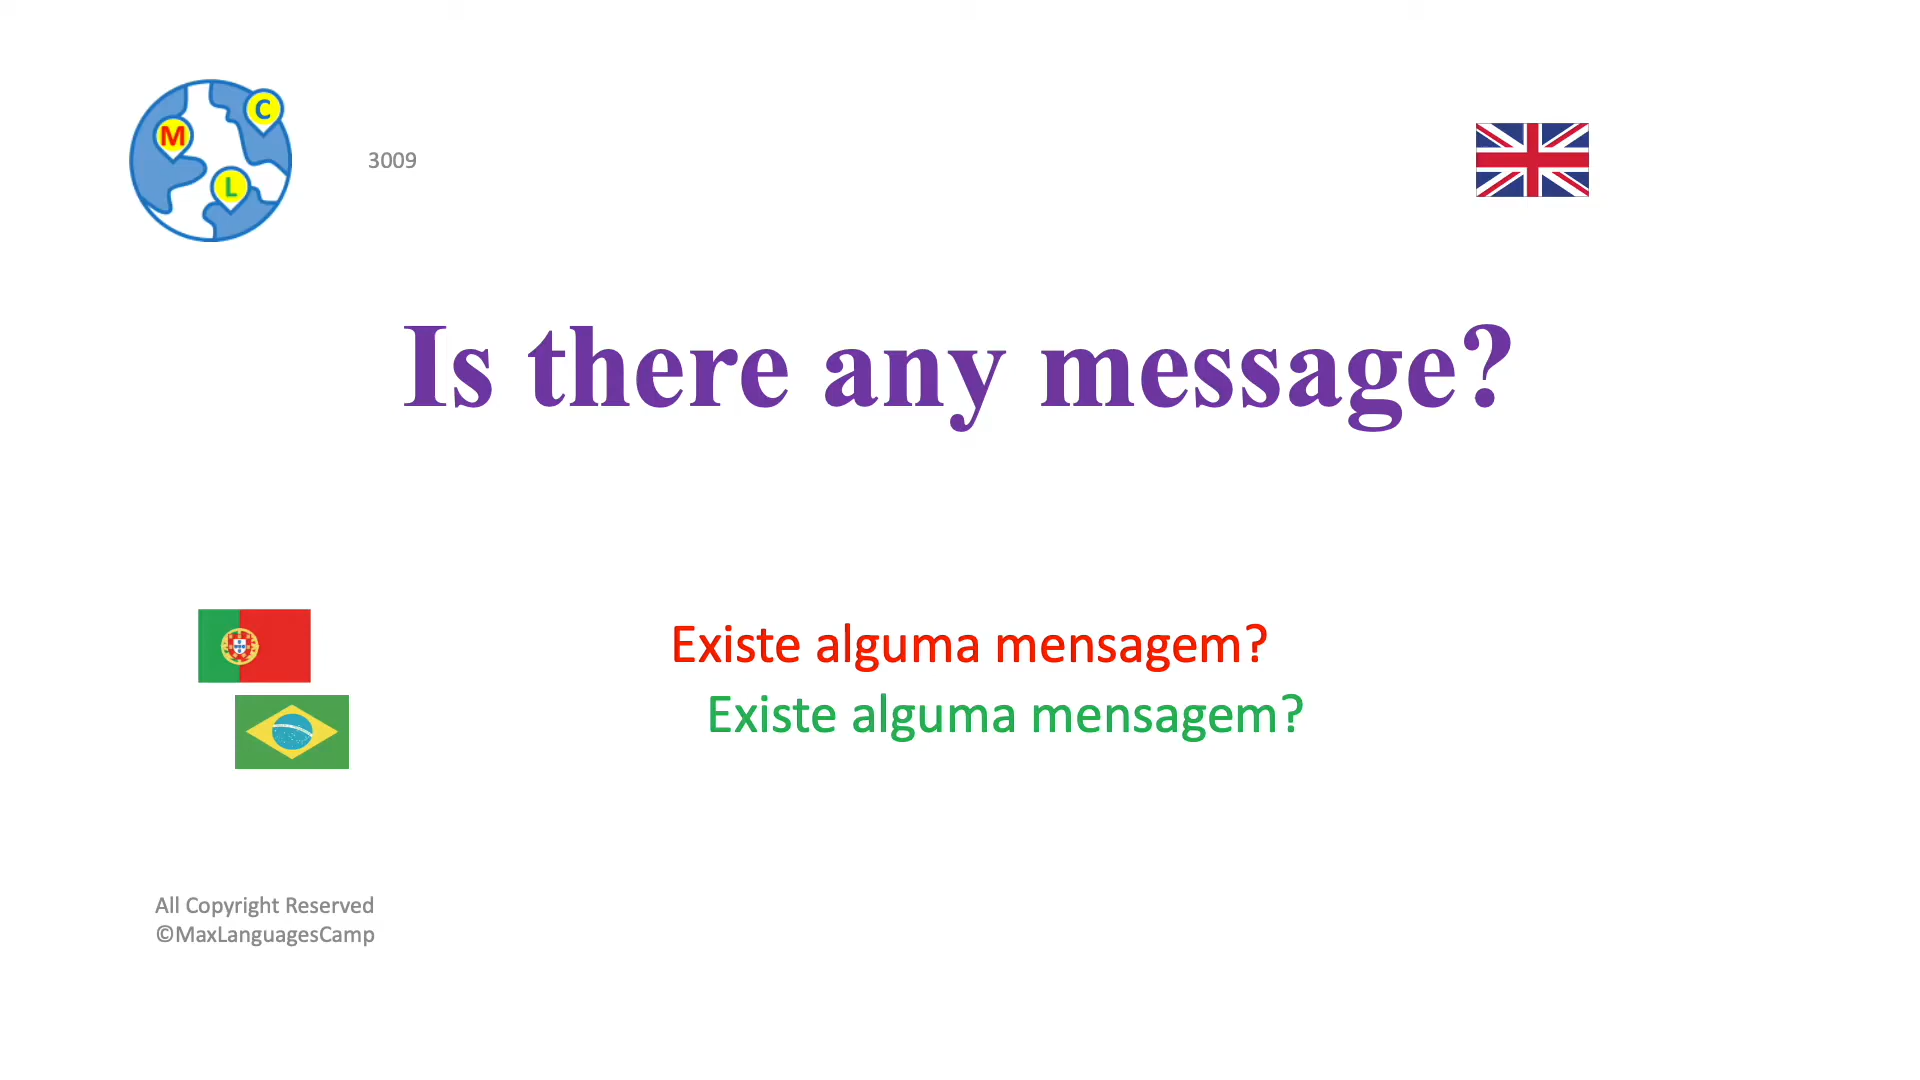 M
C
L
3009
Is there any message?
Existe alguma mensagem?
Existe alguma mensagem?
All Copyright Reserved
©MaxLanguagesCamp